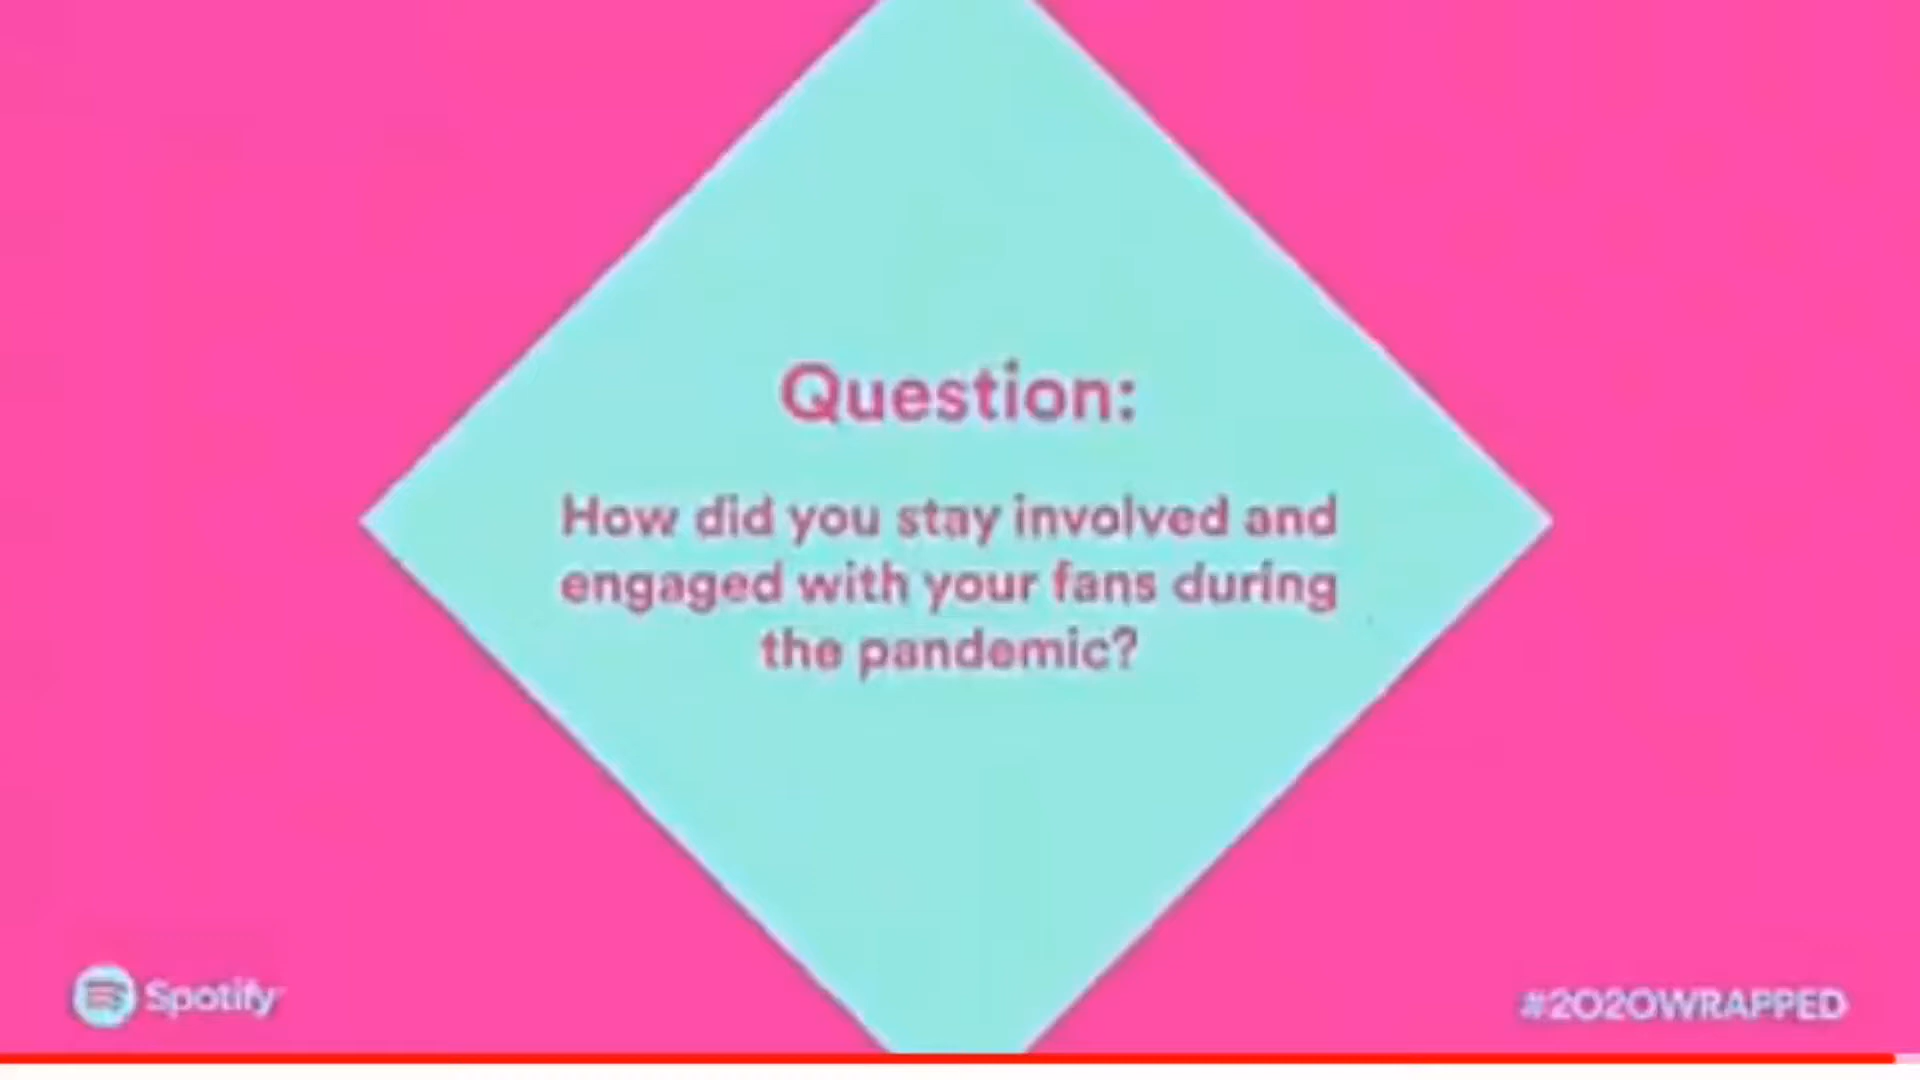 Question:
How did you stay involved and
engaged with your fans during
the pandemic?
Spotify
#2020WRAPPED